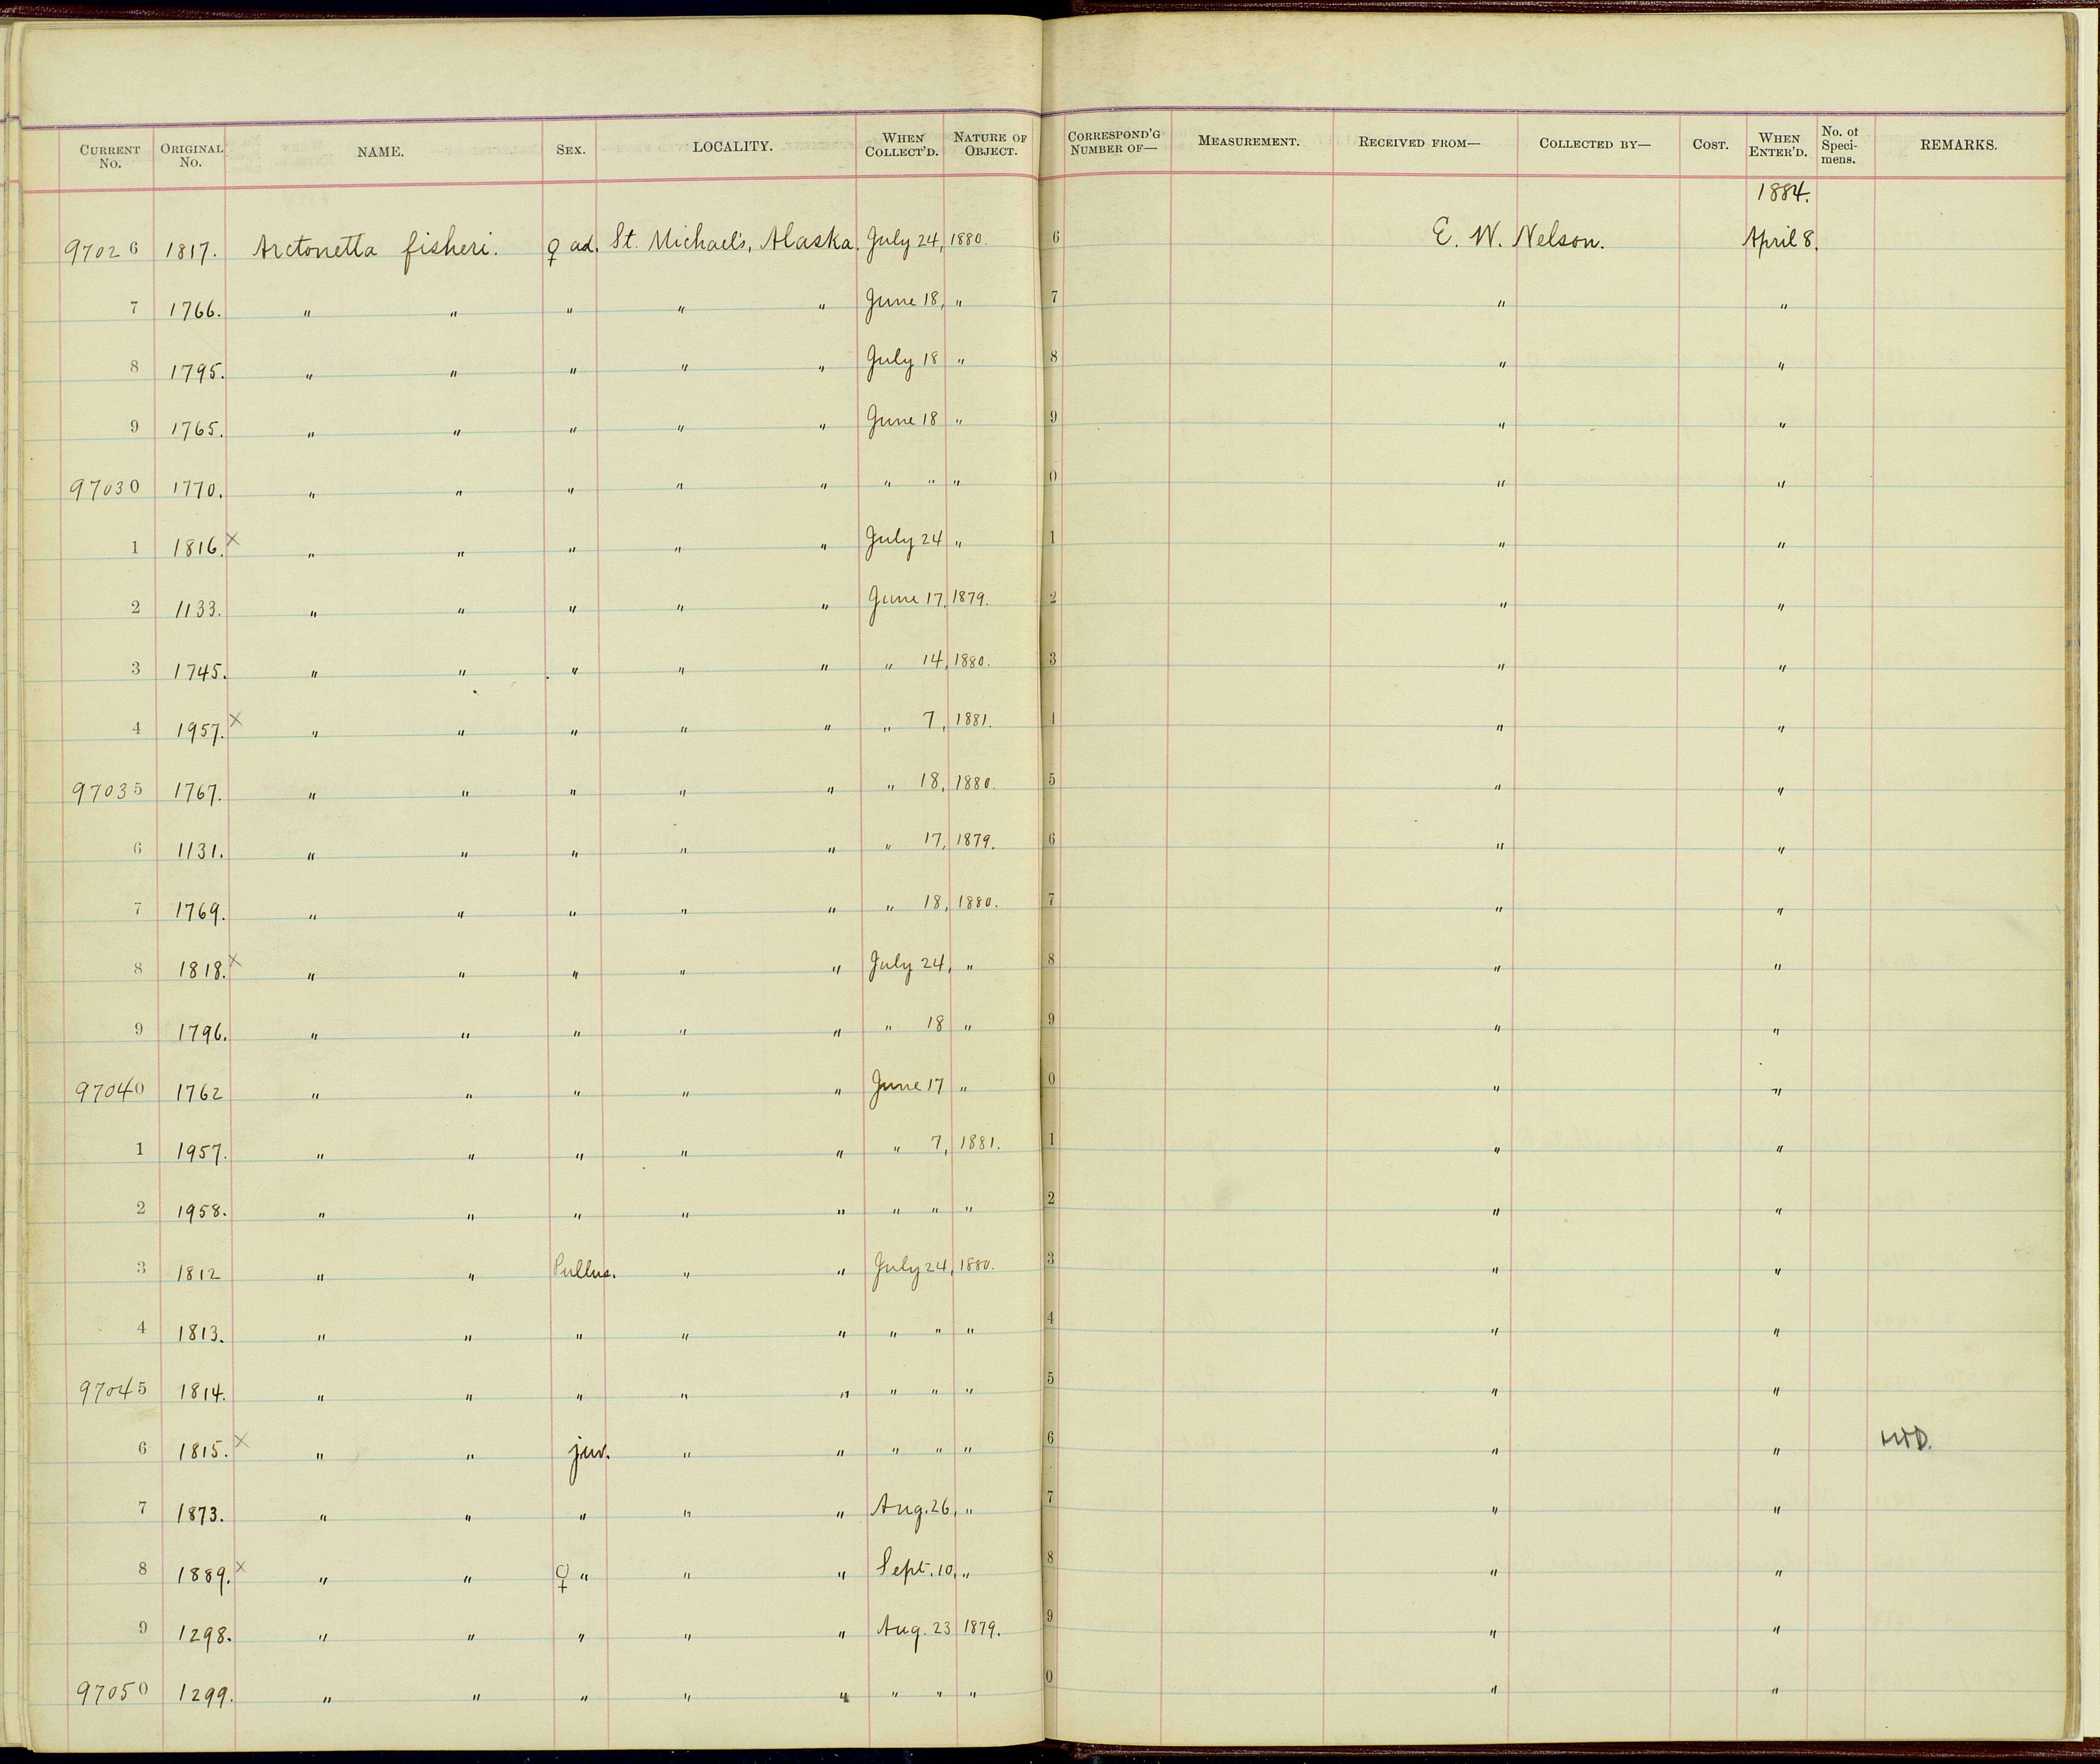 CURRENT No. ORIGINAL No. NAME. SEX. LOCALITY. WHEN COLLECT'D. NATURE OF OBJECT. CORRESPOND'G NUMBER OF— MEASUREMENT. RECEIVED FROM— COLLECTED BY— COST. WHEN ENTER'D. No. of Speci-mens. REMARKS.
1884.
97026 1817. Arctonetta fisheri. ♀ ad. St. Michael's, Alaska. July 24, 1880. 6 E. W. Nelson. April 8.
7 1766. " " " " " June 18, " 7 " "
8 1795. " " " " " July 18 " 8 " "
9 1765. " " " " " June 18 " 9 " "
97030 1770. " " " " " " " " 0 " "
1 1816.× " " " " " July 24 " 1 " "
2 1133. " " " " " June 17, 1879. 2 " "
3 1745. " " " " " " 14, 1880. 3 " "
4 1957.× " " " " " " 7, 1881. 4 " "
97035 1767. " " " " " " 18, 1880. 5 " "
6 1131. " " " " " " 17, 1879. 6 " "
7 1769. " " " " " " 18, 1880. 7 " "
8 1818.× " " " " " July 24, " 8 " "
9 1796. " " " " " " 18 " 9 " "
97040 1762 " " " " " June 17 " 0 " "
1 1957. " " " " " " 7, 1881. 1 " "
2 1958. " " " " " " " " 2 " "
3 1812 " " Pullus. " " July 24, 1880. 3 " "
4 1813. " " " " " " " " 4 " "
97045 1814. " " " " " " " " 5 " "
6 1815.× " " juv. " " " " " 6 " "
7 1873. " " " " " Aug. 26, " 7 " "
8 1889.× " " ♀ " " " Sept. 10, " 8 " "
9 1298. " " " " " Aug. 23 1879. 9 " "
97050 1299. " " " " " " " " 0 " "